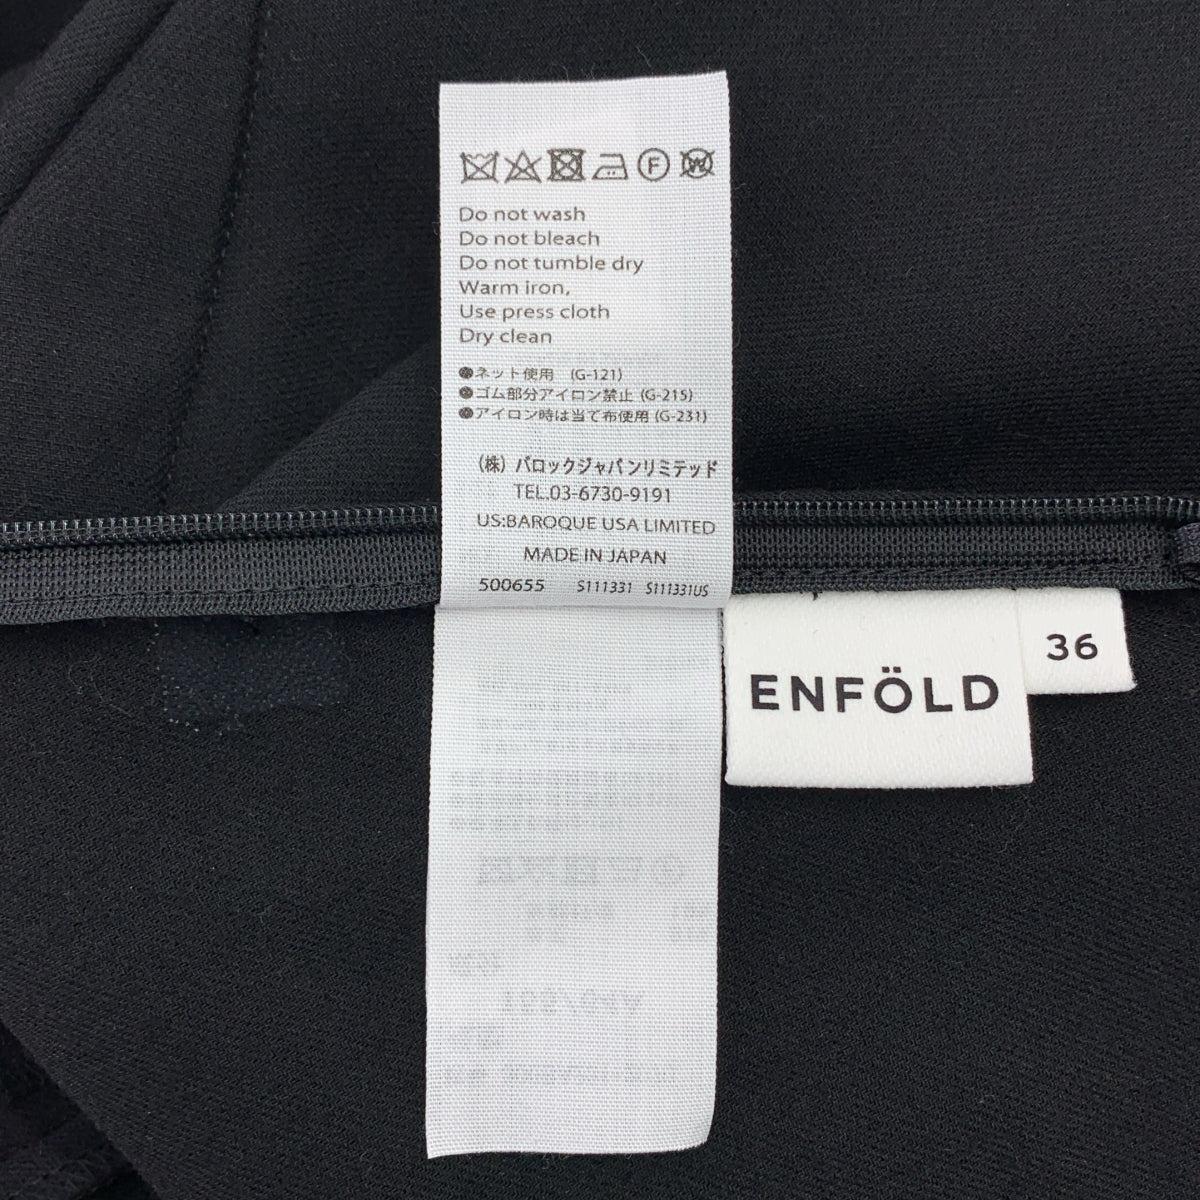 F W
Do not wash
Do not bleach
Do not tumble dry
Warm iron,
Use press cloth
Dry clean
●ネット使用 (G-121)
●ゴム部分アイロン禁止 (G-215)
●アイロン時は当て布使用 (G-231)
(株) バロックジャパンリミテッド
TEL.03-6730-9191
US:BAROQUE USA LIMITED
MADE IN JAPAN
500655 S111331 S111331US
ENFÖLD
36